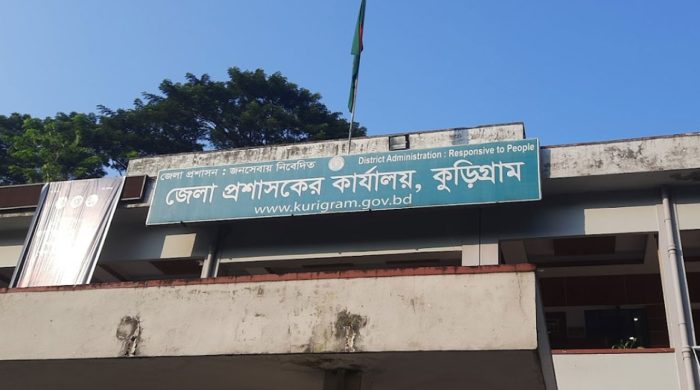 জেলা প্রশাসন : জনসেবায় নিবেদিত
District Administration : Responsive to People
জেলা প্রশাসকের কার্যালয়, কুড়িগ্রাম
www.kurigram.gov.bd